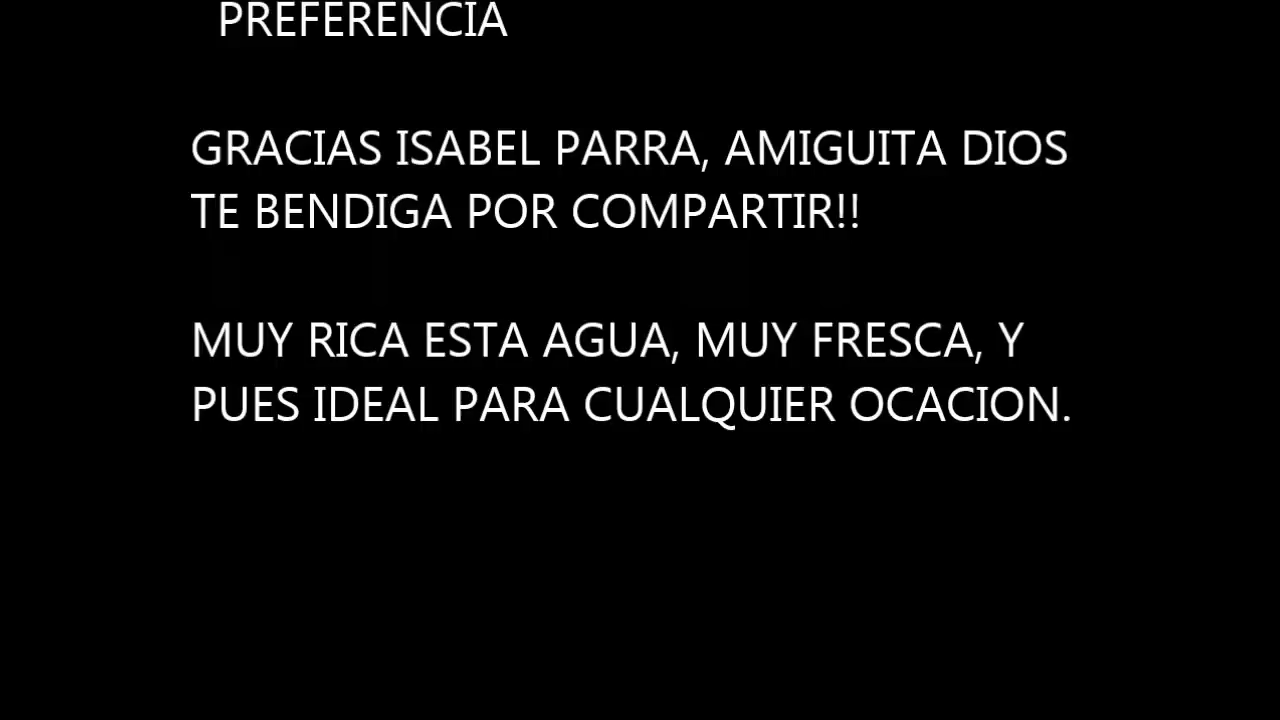 PREFERENCIA
GRACIAS ISABEL PARRA, AMIGUITA DIOS
TE BENDIGA POR COMPARTIR!!
MUY RICA ESTA AGUA, MUY FRESCA, Y
PUES IDEAL PARA CUALQUIER OCACION.